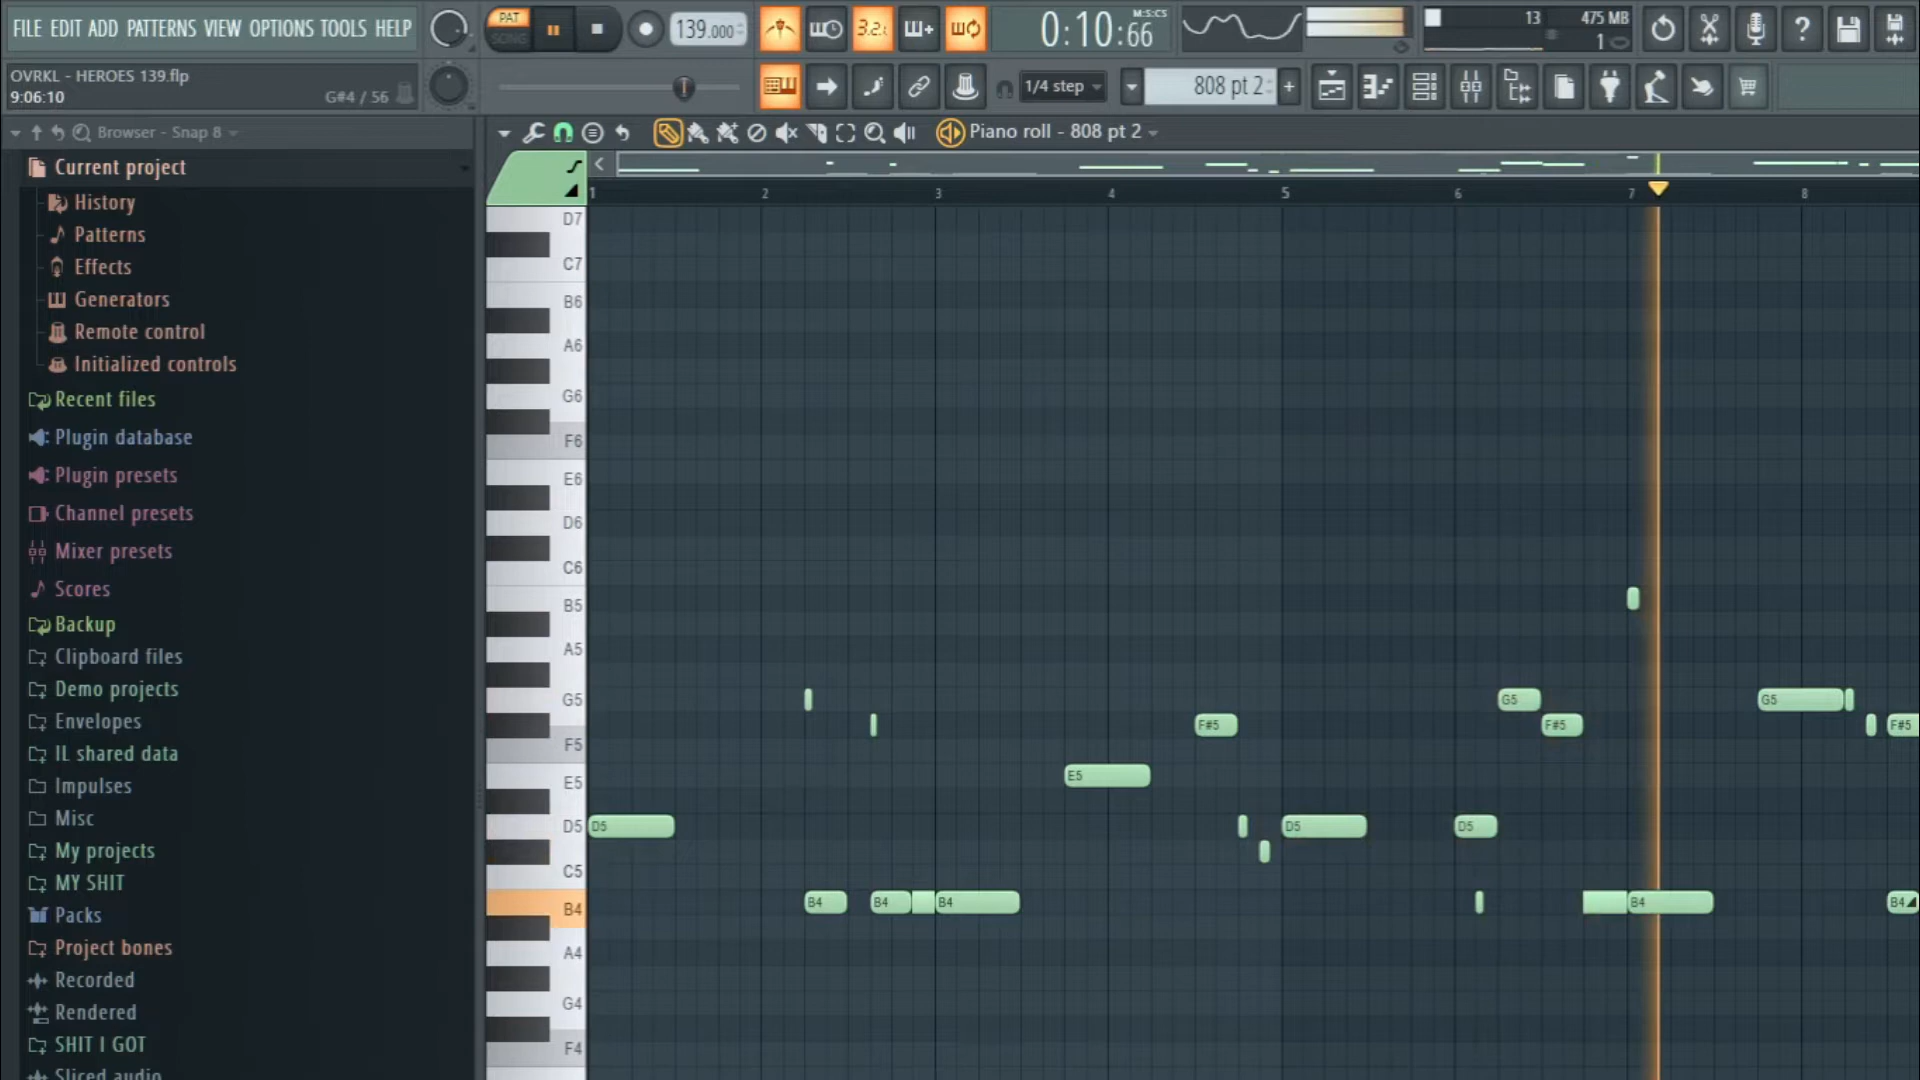 FILE EDIT ADD PATTERNS VIEW OPTIONS TOOLS HELP
PAT
SONG
139.000
3.2.
0:10:66
M:S:CS
13
475 MB
1
OVRKL - HEROES 139.flp
9:06:10
G#4 / 56
1/4 step
808 pt 2
Browser - Snap 8
Piano roll - 808 pt 2
Current project
History
Patterns
Effects
Generators
Remote control
Initialized controls
Recent files
Plugin database
Plugin presets
Channel presets
Mixer presets
Scores
Backup
Clipboard files
Demo projects
Envelopes
IL shared data
Impulses
Misc
My projects
MY SHIT
Packs
Project bones
Recorded
Rendered
SHIT I GOT
Sliced audio
1 2 3 4 5 6 7 8
D7
C7
B6
A6
G6
F6
E6
D6
C6
B5
A5
G5 G5 G5
F#5 F#5 F#5
F5
E5 E5
D5 D5 D5 D5
C5
B4 B4 B4 B4 B4 B4
A4
G4
F4